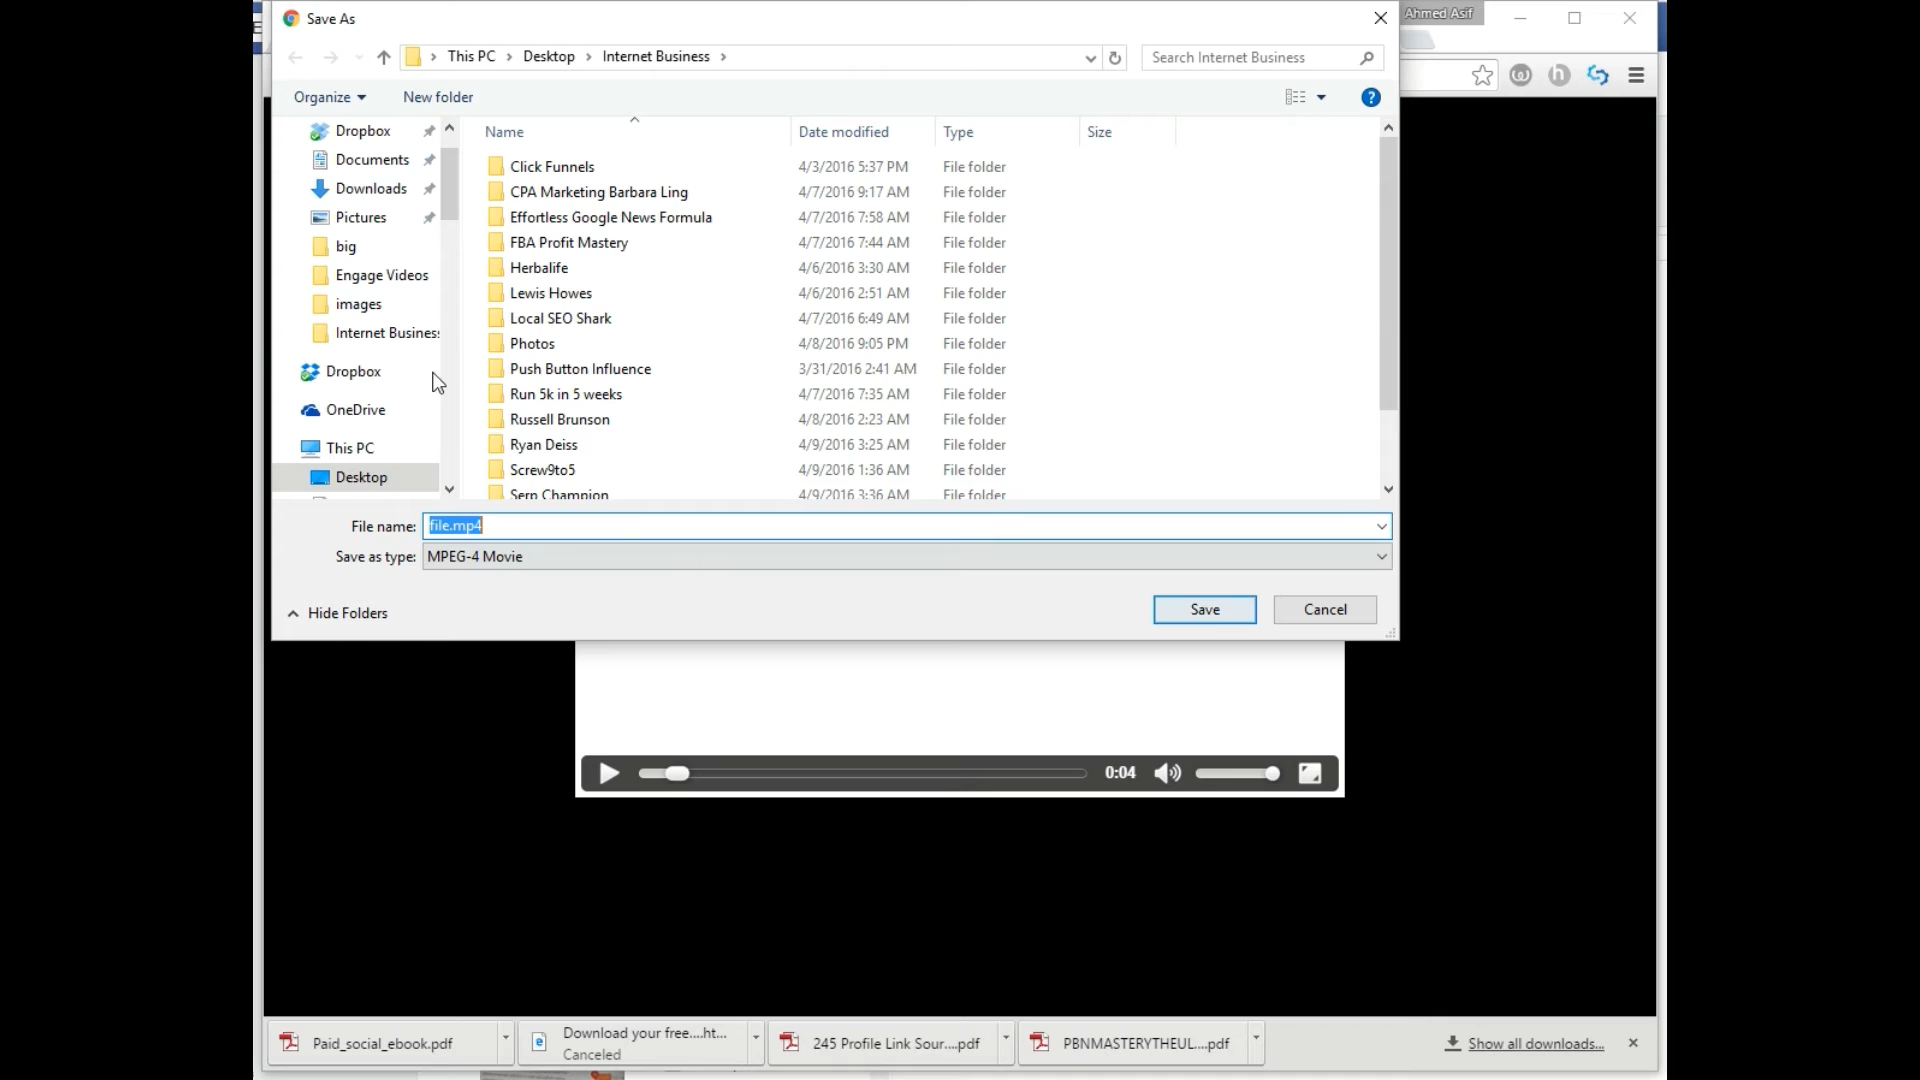 Save As
Ahmed Asif
This PC > Desktop > Internet Business >
Search Internet Business
Organize
New folder
?
Name
Date modified
Type
Size
Dropbox
Documents
Downloads
Pictures
big
Engage Videos
images
Internet Business
Dropbox
OneDrive
This PC
Desktop
Click Funnels 4/3/2016 5:37 PM File folder
CPA Marketing Barbara Ling 4/7/2016 9:17 AM File folder
Effortless Google News Formula 4/7/2016 7:58 AM File folder
FBA Profit Mastery 4/7/2016 7:44 AM File folder
Herbalife 4/6/2016 3:30 AM File folder
Lewis Howes 4/6/2016 2:51 AM File folder
Local SEO Shark 4/7/2016 6:49 AM File folder
Photos 4/8/2016 9:05 PM File folder
Push Button Influence 3/31/2016 2:41 AM File folder
Run 5k in 5 weeks 4/7/2016 7:35 AM File folder
Russell Brunson 4/8/2016 2:23 AM File folder
Ryan Deiss 4/9/2016 3:25 AM File folder
Screw9to5 4/9/2016 1:36 AM File folder
Serp Champion 4/9/2016 3:36 AM File folder
File name: file.mp4
Save as type: MPEG-4 Movie
Hide Folders
Save
Cancel
0:04
Paid_social_ebook.pdf
Download your free....ht...
Canceled
245 Profile Link Sour....pdf
PBNMASTERYTHEUL....pdf
Show all downloads...